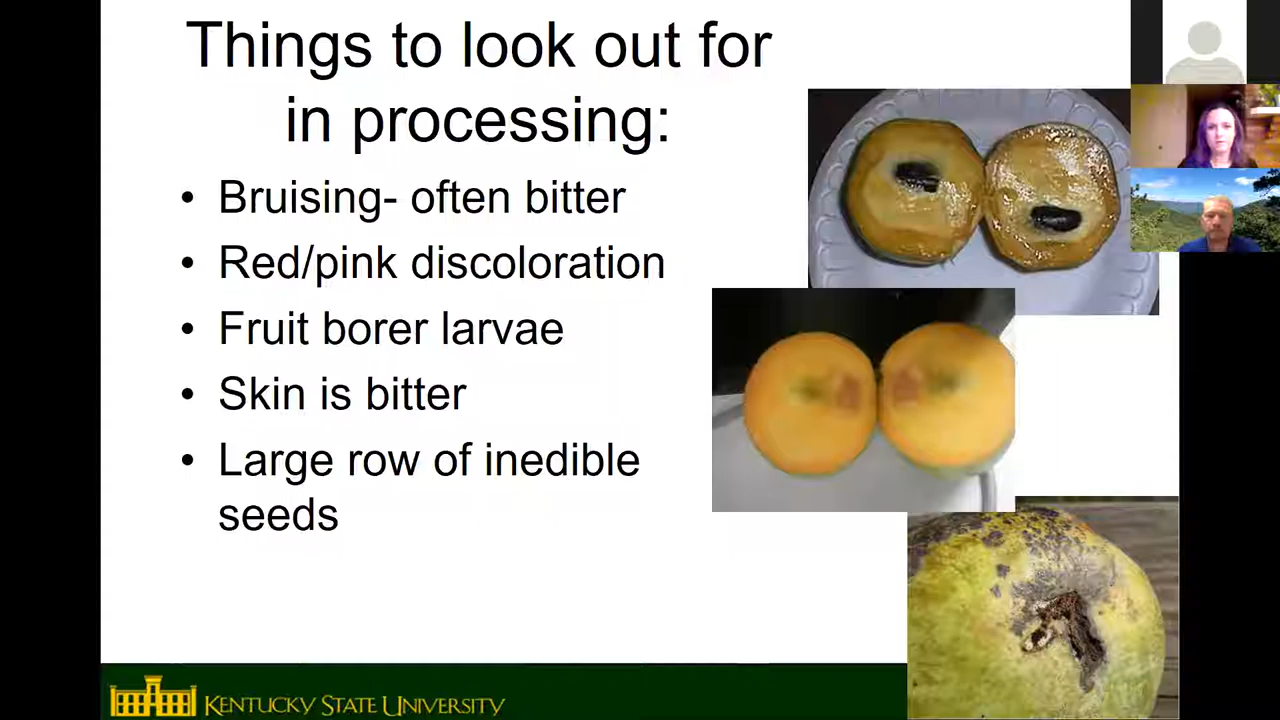 Things to look out for
in processing:
• Bruising- often bitter
• Red/pink discoloration
• Fruit borer larvae
• Skin is bitter
• Large row of inedible
seeds
KENTUCKY STATE UNIVERSITY